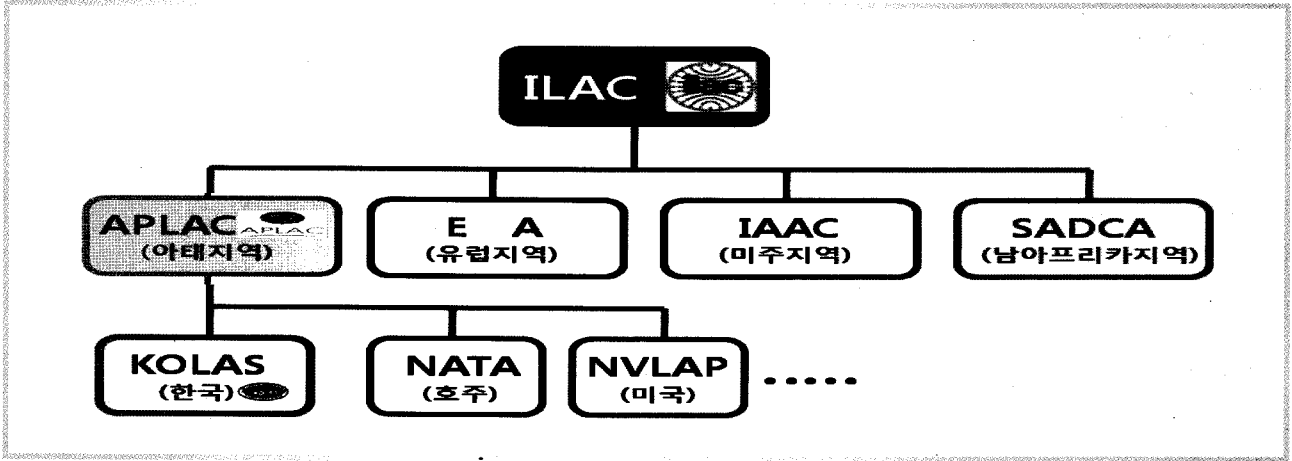 ILAC
APLAC APLAC
(아태지역)
E A
(유럽지역)
IAAC
(미주지역)
SADCA
(남아프리카지역)
KOLAS
(한국)
NATA
(호주)
NVLAP
(미국)
·····